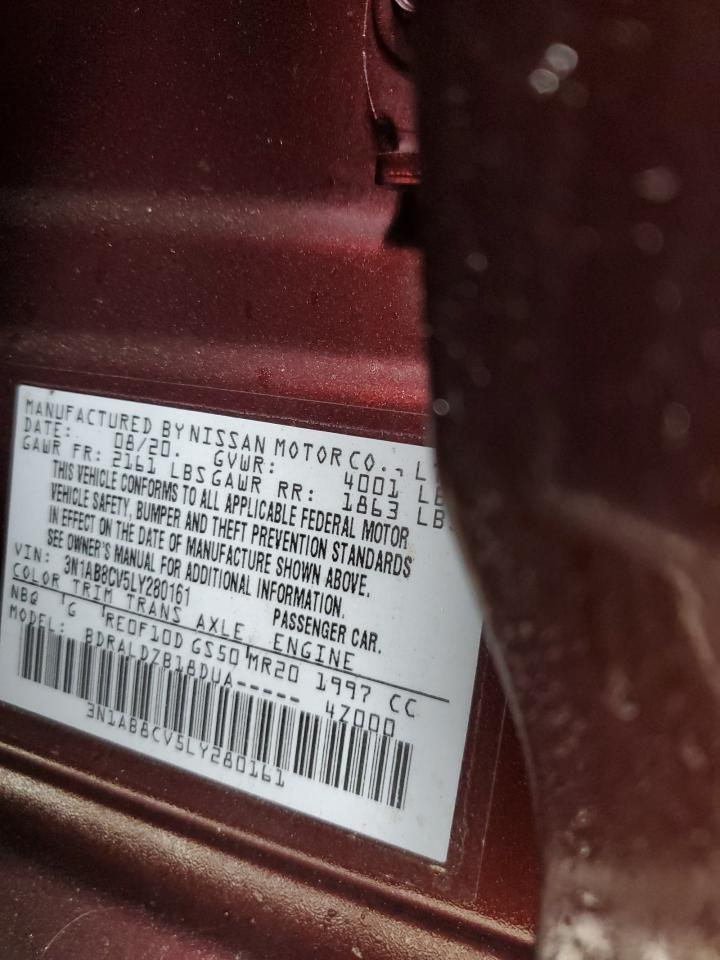 MANUFACTURED BY NISSAN MOTOR CO., L
DATE: 08/20. GVWR: 4001 LB
GAWR FR: 2161 LBS GAWR RR: 1863 LBS
THIS VEHICLE CONFORMS TO ALL APPLICABLE FEDERAL MOTOR
VEHICLE SAFETY, BUMPER AND THEFT PREVENTION STANDARDS
IN EFFECT ON THE DATE OF MANUFACTURE SHOWN ABOVE.
SEE OWNER'S MANUAL FOR ADDITIONAL INFORMATION.
VIN: 3N1AB8CV5LY280161 PASSENGER CAR.
COLOR TRIM TRANS AXLE ENGINE
NBQ G RE0F10D GS50 MR20 1997 CC
MODEL: BDRALDZB18DUA----- 4Z000
3N1AB8CV5LY280161